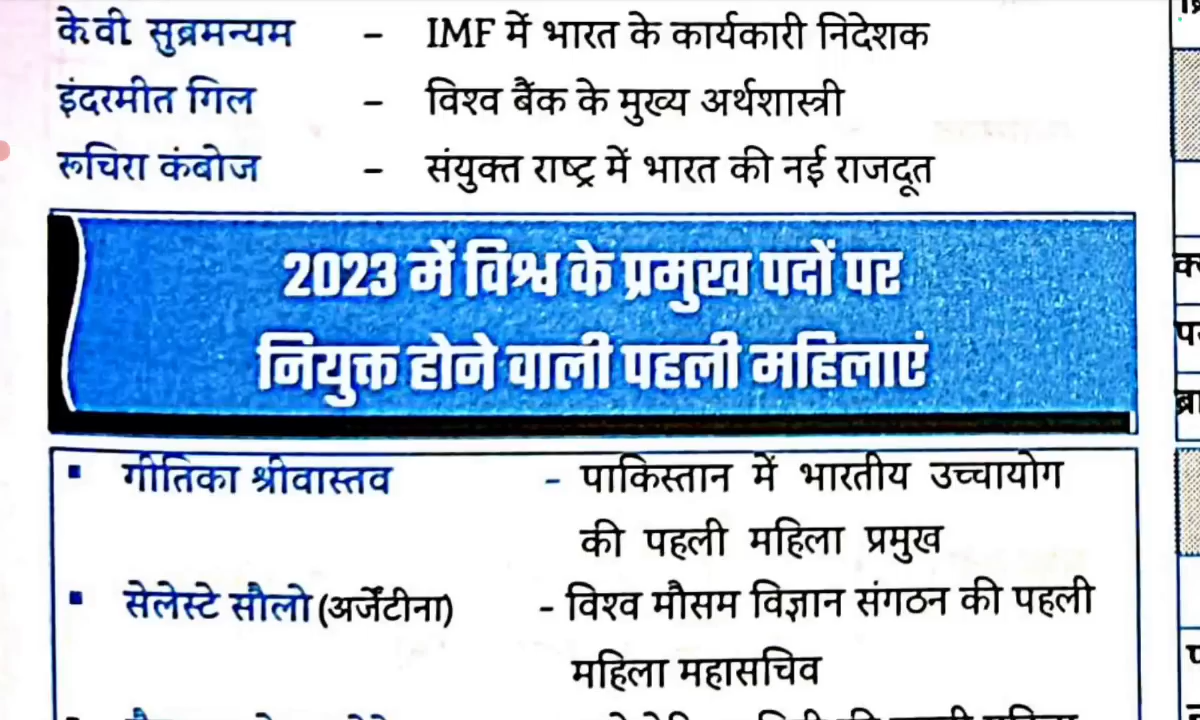 के वी सुब्रमन्यम - IMF में भारत के कार्यकारी निदेशक
इंदरमीत गिल - विश्व बैंक के मुख्य अर्थशास्त्री
रूचिरा कंबोज - संयुक्त राष्ट्र में भारत की नई राजदूत
2023 में विश्व के प्रमुख पदों पर
नियुक्त होने वाली पहली महिलाएं
▪ गीतिका श्रीवास्तव - पाकिस्तान में भारतीय उच्चायोग
की पहली महिला प्रमुख
▪ सेलेस्टे सौलो (अर्जेंटीना) - विश्व मौसम विज्ञान संगठन की पहली
महिला महासचिव